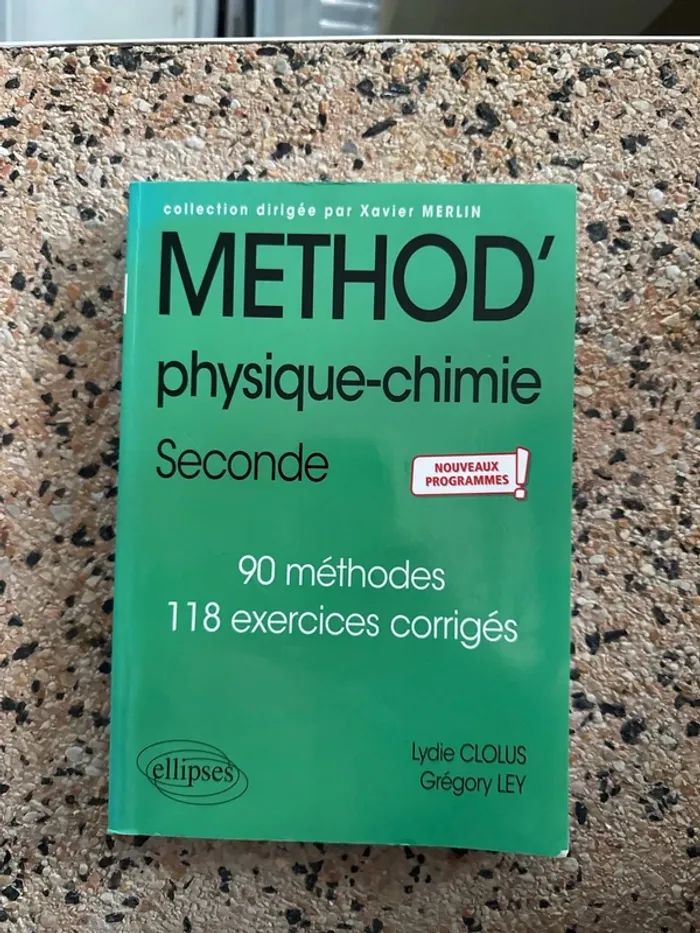 collection dirigée par Xavier MERLIN
METHOD'
physique-chimie
Seconde
NOUVEAUX
PROGRAMMES !
90 méthodes
118 exercices corrigés
Lydie CLOLUS
Grégory LEY
ellipses